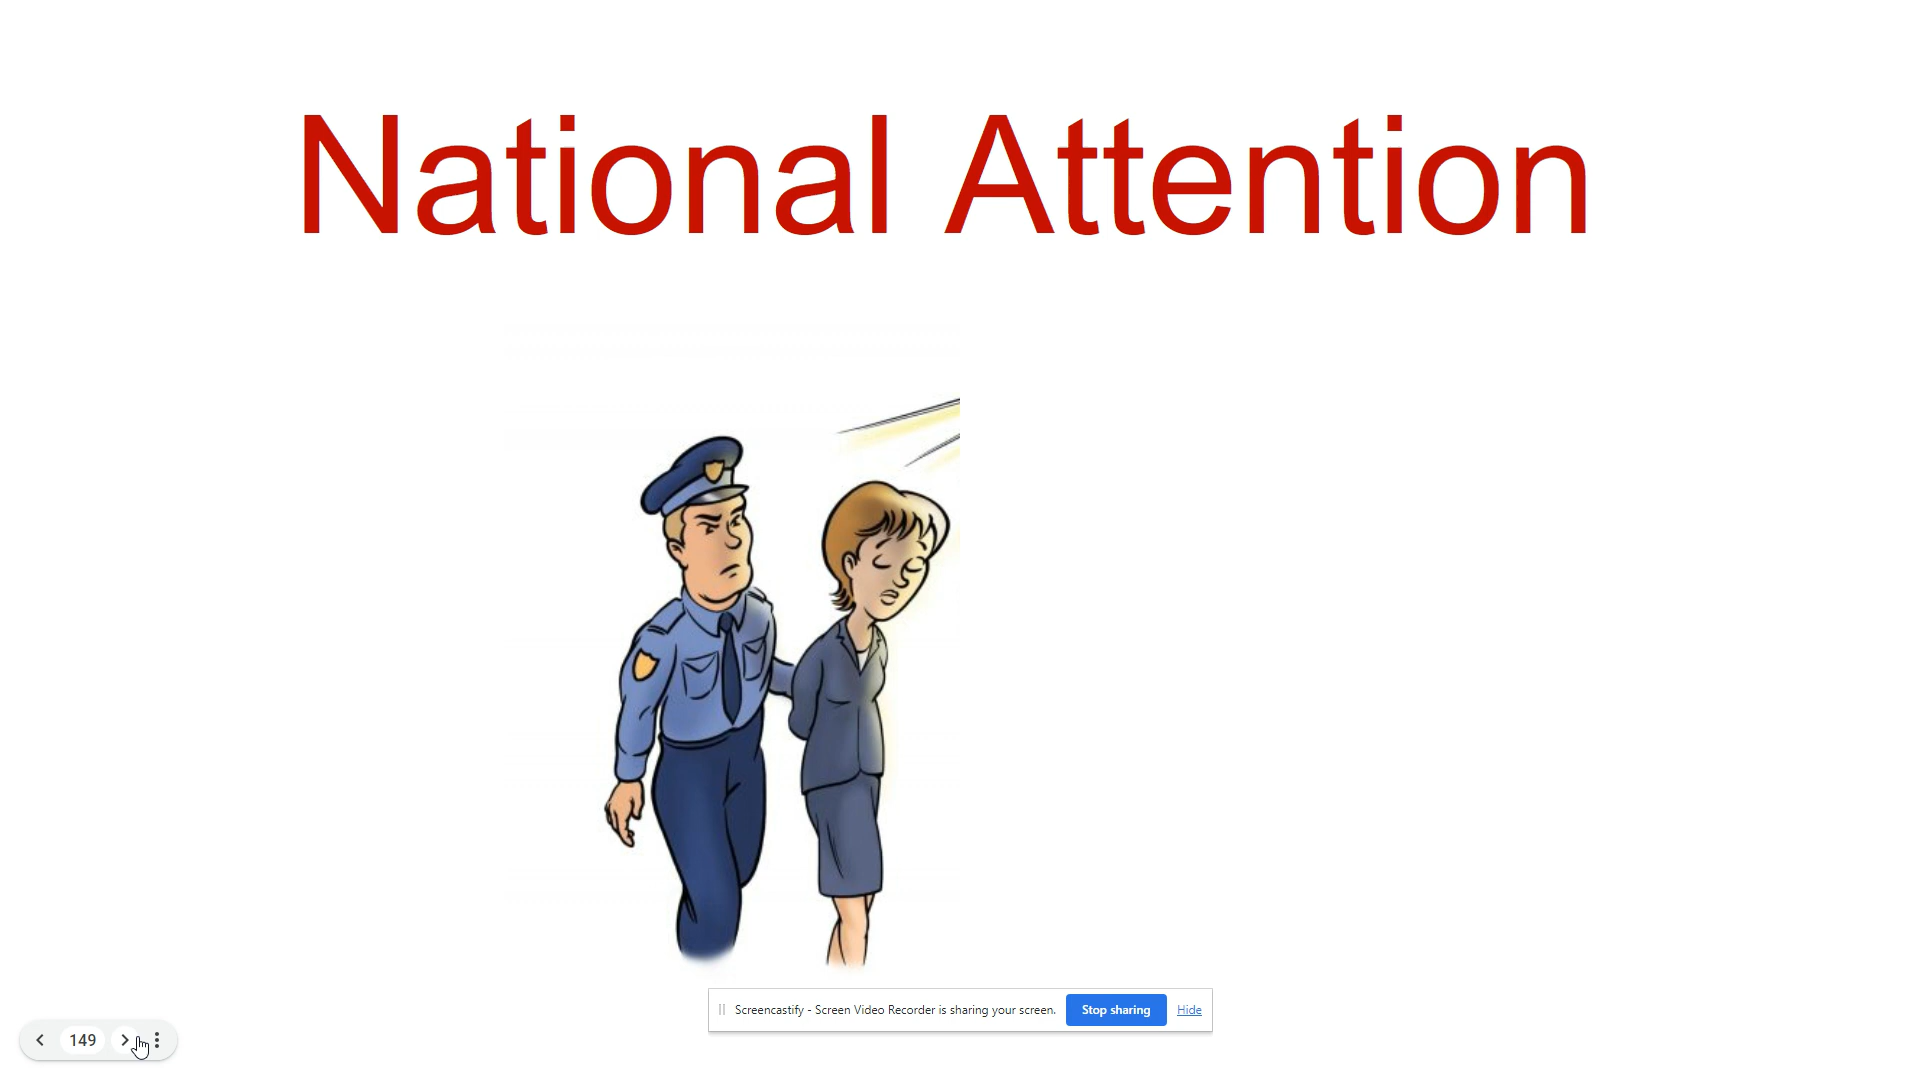 National Attention
Screencastify - Screen Video Recorder is sharing your screen. Stop sharing Hide
149